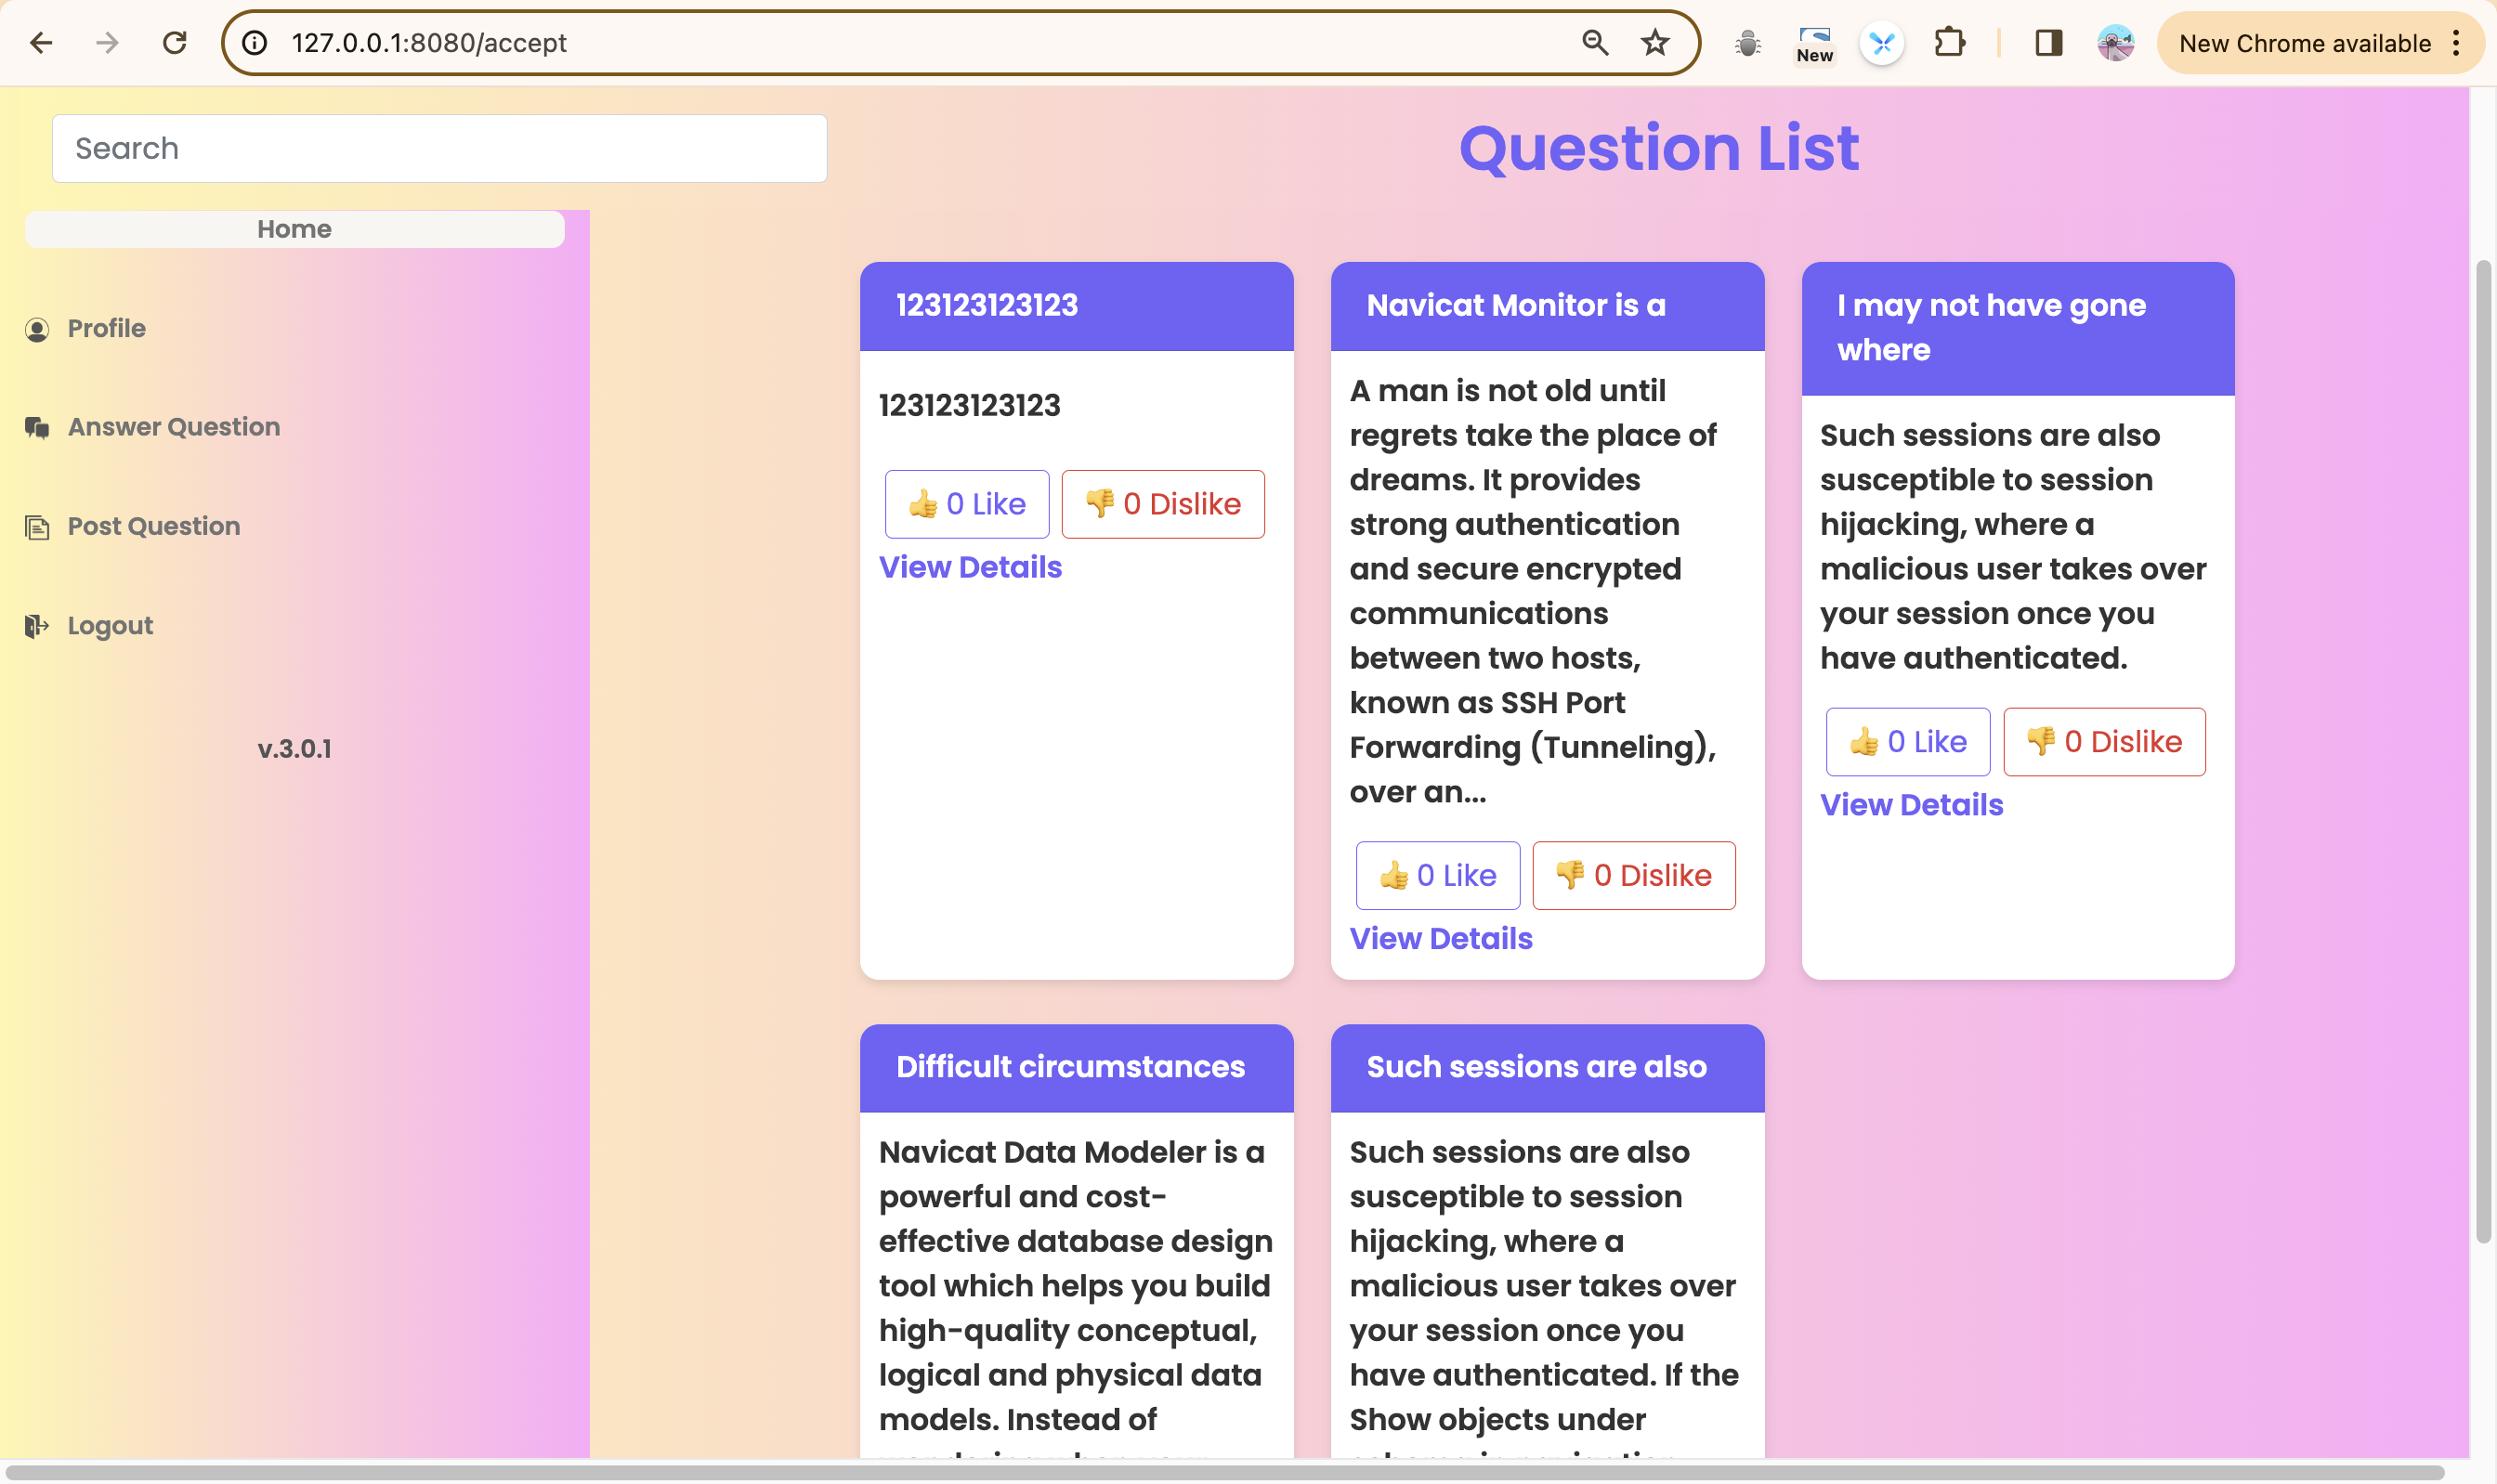 127.0.0.1:8080/accept
New
New Chrome available
Search
Question List
Home
Profile
Answer Question
Post Question
Logout
v.3.0.1
123123123123
123123123123
👍 0 Like
👎 0 Dislike
View Details
Navicat Monitor is a
A man is not old until
regrets take the place of
dreams. It provides
strong authentication
and secure encrypted
communications
between two hosts,
known as SSH Port
Forwarding (Tunneling),
over an...
👍 0 Like
👎 0 Dislike
View Details
I may not have gone
where
Such sessions are also
susceptible to session
hijacking, where a
malicious user takes over
your session once you
have authenticated.
👍 0 Like
👎 0 Dislike
View Details
Difficult circumstances
Navicat Data Modeler is a
powerful and cost-
effective database design
tool which helps you build
high-quality conceptual,
logical and physical data
models. Instead of
Such sessions are also
Such sessions are also
susceptible to session
hijacking, where a
malicious user takes over
your session once you
have authenticated. If the
Show objects under